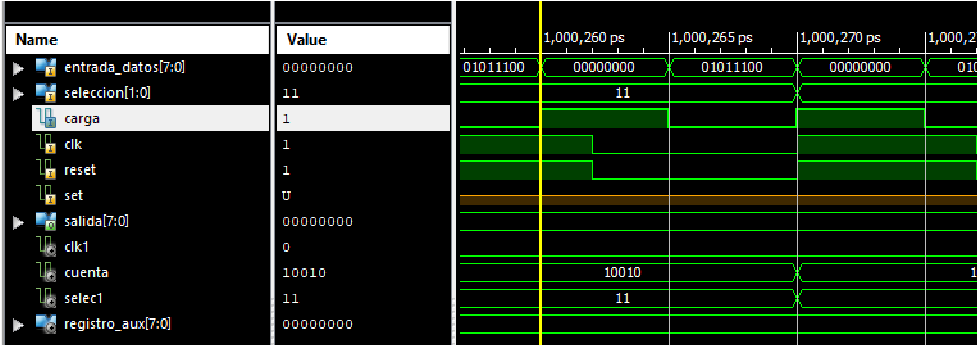 Name Value 1,000,260 ps 1,000,265 ps 1,000,270 ps 1,000,2
entrada_datos[7:0] 00000000 01011100 00000000 01011100 00000000 010
seleccion[1:0] 11 11
carga 1
clk 1
reset 1
set U
salida[7:0] 00000000
clk1 0
cuenta 10010 10010 1
selec1 11 11
registro_aux[7:0] 00000000